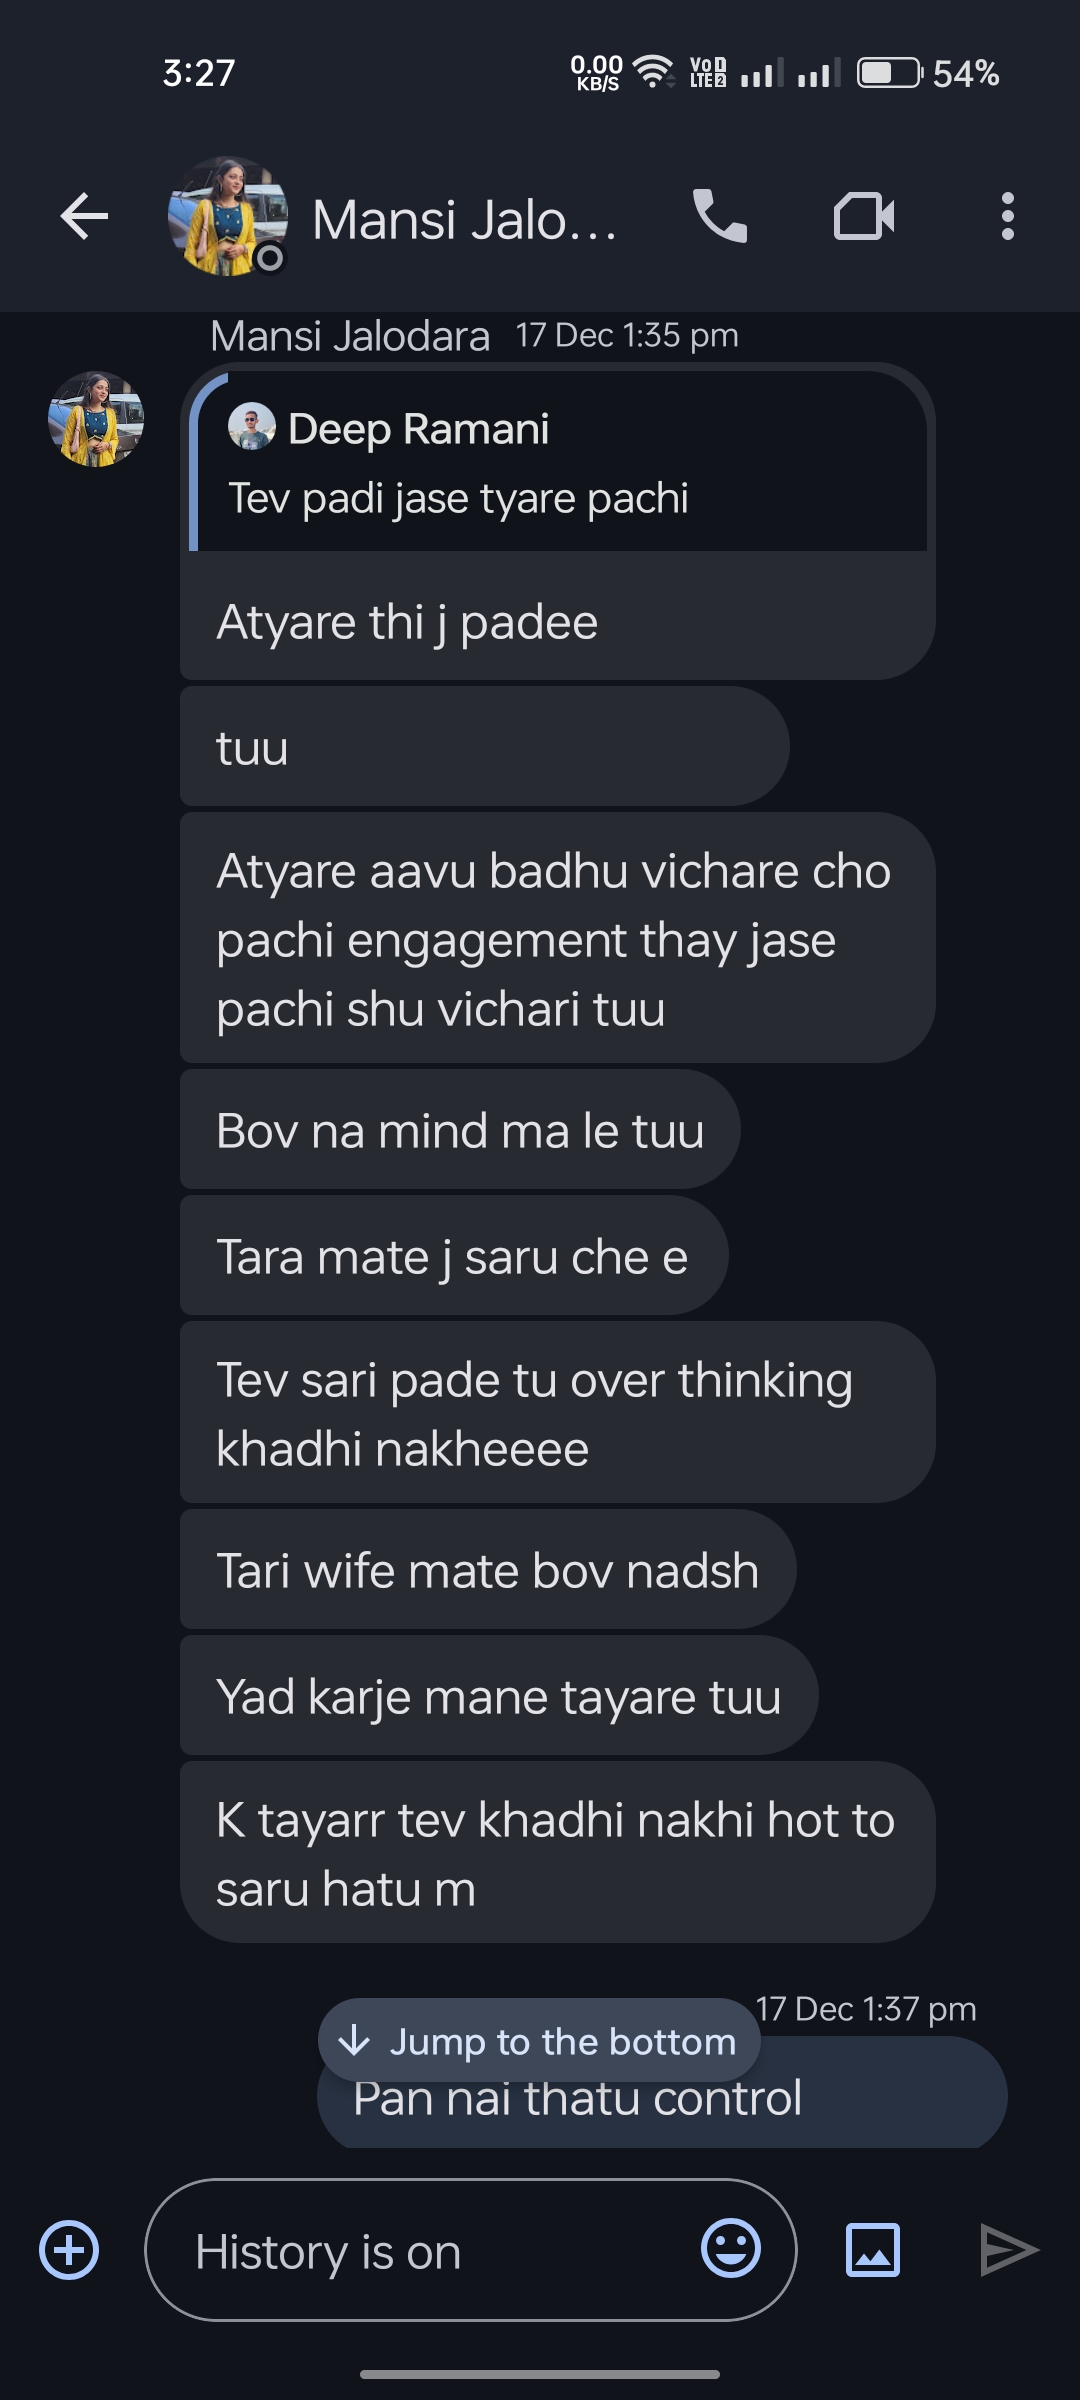 3:27
0.00
KB/S
Vo 1
LTE 2
54%
Mansi Jalo...
Mansi Jalodara 17 Dec 1:35 pm
Deep Ramani
Tev padi jase tyare pachi
Atyare thi j padee
tuu
Atyare aavu badhu vichare cho
pachi engagement thay jase
pachi shu vichari tuu
Bov na mind ma le tuu
Tara mate j saru che e
Tev sari pade tu over thinking
khadhi nakheeee
Tari wife mate bov nadsh
Yad karje mane tayare tuu
K tayarr tev khadhi nakhi hot to
saru hatu m
17 Dec 1:37 pm
Jump to the bottom
Pan nai thatu control
History is on